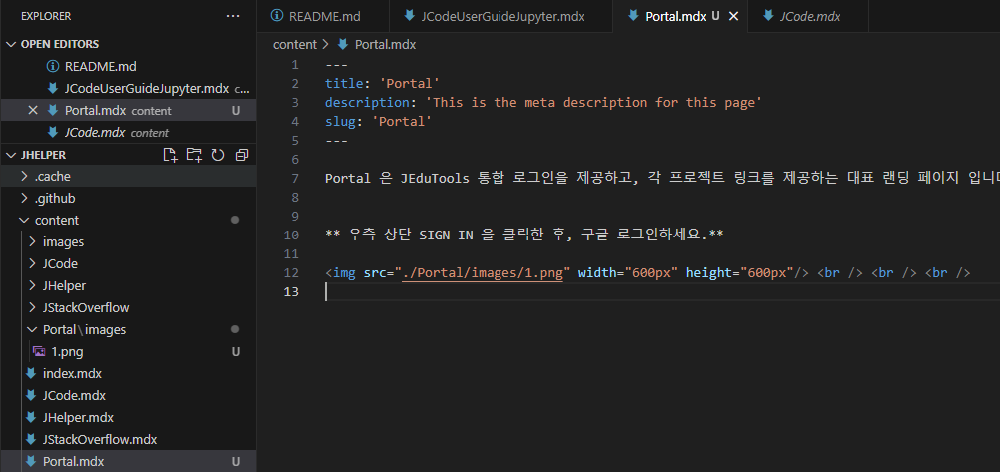 EXPLORER
···
OPEN EDITORS
README.md
JCodeUserGuideJupyter.mdx c...
Portal.mdx content U
JCode.mdx content
JHELPER
.cache
.github
content
images
JCode
JHelper
JStackOverflow
Portal\images
1.png U
index.mdx
JCode.mdx
JHelper.mdx
JStackOverflow.mdx
Portal.mdx U
README.md
JCodeUserGuideJupyter.mdx
Portal.mdx U
JCode.mdx
content > Portal.mdx
1 ---
2 title: 'Portal'
3 description: 'This is the meta description for this page'
4 slug: 'Portal'
5 ---
6
7 Portal 은 JEduTools 통합 로그인을 제공하고, 각 프로젝트 링크를 제공하는 대표 랜딩 페이지 입니
8
9
10 ** 우측 상단 SIGN IN 을 클릭한 후, 구글 로그인하세요.**
11
12 <img src="./Portal/images/1.png" width="600px" height="600px"/> <br /> <br /> <br />
13